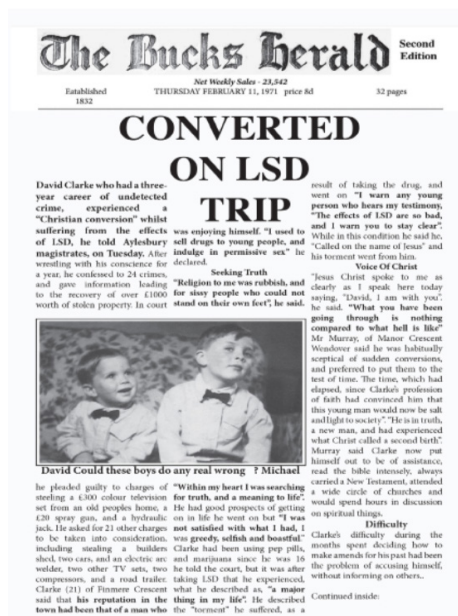 The Bucks Herald
Second
Edition
Net Weekly Sales - 23,542
Eatablished
1832
THURSDAY FEBRUARY 11, 1971 price 8d
32 pages
CONVERTED
ON LSD
TRIP
David Clarke who had a three-
year career of undetected
crime, experienced a
“Christian conversion” whilst
suffering from the effects
of LSD, he told Aylesbury
magistrates, on Tuesday. After
wrestling with his conscience for
a year, he confessed to 24 crimes,
and gave information leading
to the recovery of over £1000
worth of stolen property. In court
David Could these boys do any real wrong ? Michael
he pleaded guilty to charges of
steeling a £300 colour television
set from an old peoples home, a
£20 spray gun, and a hydraulic
jack. He asked for 21 other charges
to be taken into consideration,
including stealing a builders
shed, two cars, and an electric arc
welder, two other TV sets, two
compressors, and a road trailer.
Clarke (21) of Finmere Crescent
said that his reputation in the
town had been that of a man who
was enjoying himself. “I used to
sell drugs to young people, and
indulge in permissive sex” he
declared.
Seeking Truth
“Religion to me was rubbish, and
for sissy people who could not
stand on their own feet”, he said.
“Within my heart I was searching
for truth, and a meaning to life”.
He had good prospects of getting
on in life he went on but “I was
not satisfied with what I had, I
was greedy, selfish and boastful.”
Clarke had been using pep pills,
and marijuana since he was 16
he told the court, but it was after
taking LSD that he experienced,
what he described as, “a major
thing in my life”. He described
the “torment” he suffered, as a
result of taking the drug, and
went on “I warn any young
person who hears my testimony,
“The effects of LSD are so bad,
and I warn you to stay clear”.
While in this condition he said he,
“Called on the name of Jesus” and
his torment went from him.
Voice Of Christ
“Jesus Christ spoke to me as
clearly as I speak here today
saying, “David, I am with you”.
he said. “What you have been
going through is nothing
compared to what hell is like”
Mr Murray, of Manor Crescent
Wendover said he was habitually
sceptical of sudden conversions,
and preferred to put them to the
test of time. The time, which had
elapsed, since Clarke’s profession
of faith had convinced him that
this young man would now be salt
and light to society”. “He is in truth,
a new man, and had experienced
what Christ called a second birth”.
Murray said Clarke now put
himself out to be of assistance,
read the bible intensely, always
carried a New Testament, attended
a wide circle of churches and
would spend hours in discussion
on spiritual things.
Difficulty
Clarke’s difficulty during the
months spent deciding how to
make amends for his past had been
the problem of accusing himself,
without informing on others..
Continued inside: